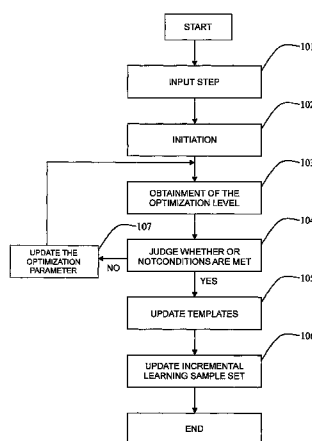 START
101
INPUT STEP
102
INITIATION
103
OBTAINMENT OF THE
OPTIMIZATION LEVEL
104
JUDGE WHETHER OR
NOTCONDITIONS ARE MET
107
UPDATE THE
OPTIMIZATION
PARAMETER
NO
YES
105
UPDATE TEMPLATES
106
UPDATE INCREMENTAL
LEARNING SAMPLE SET
END